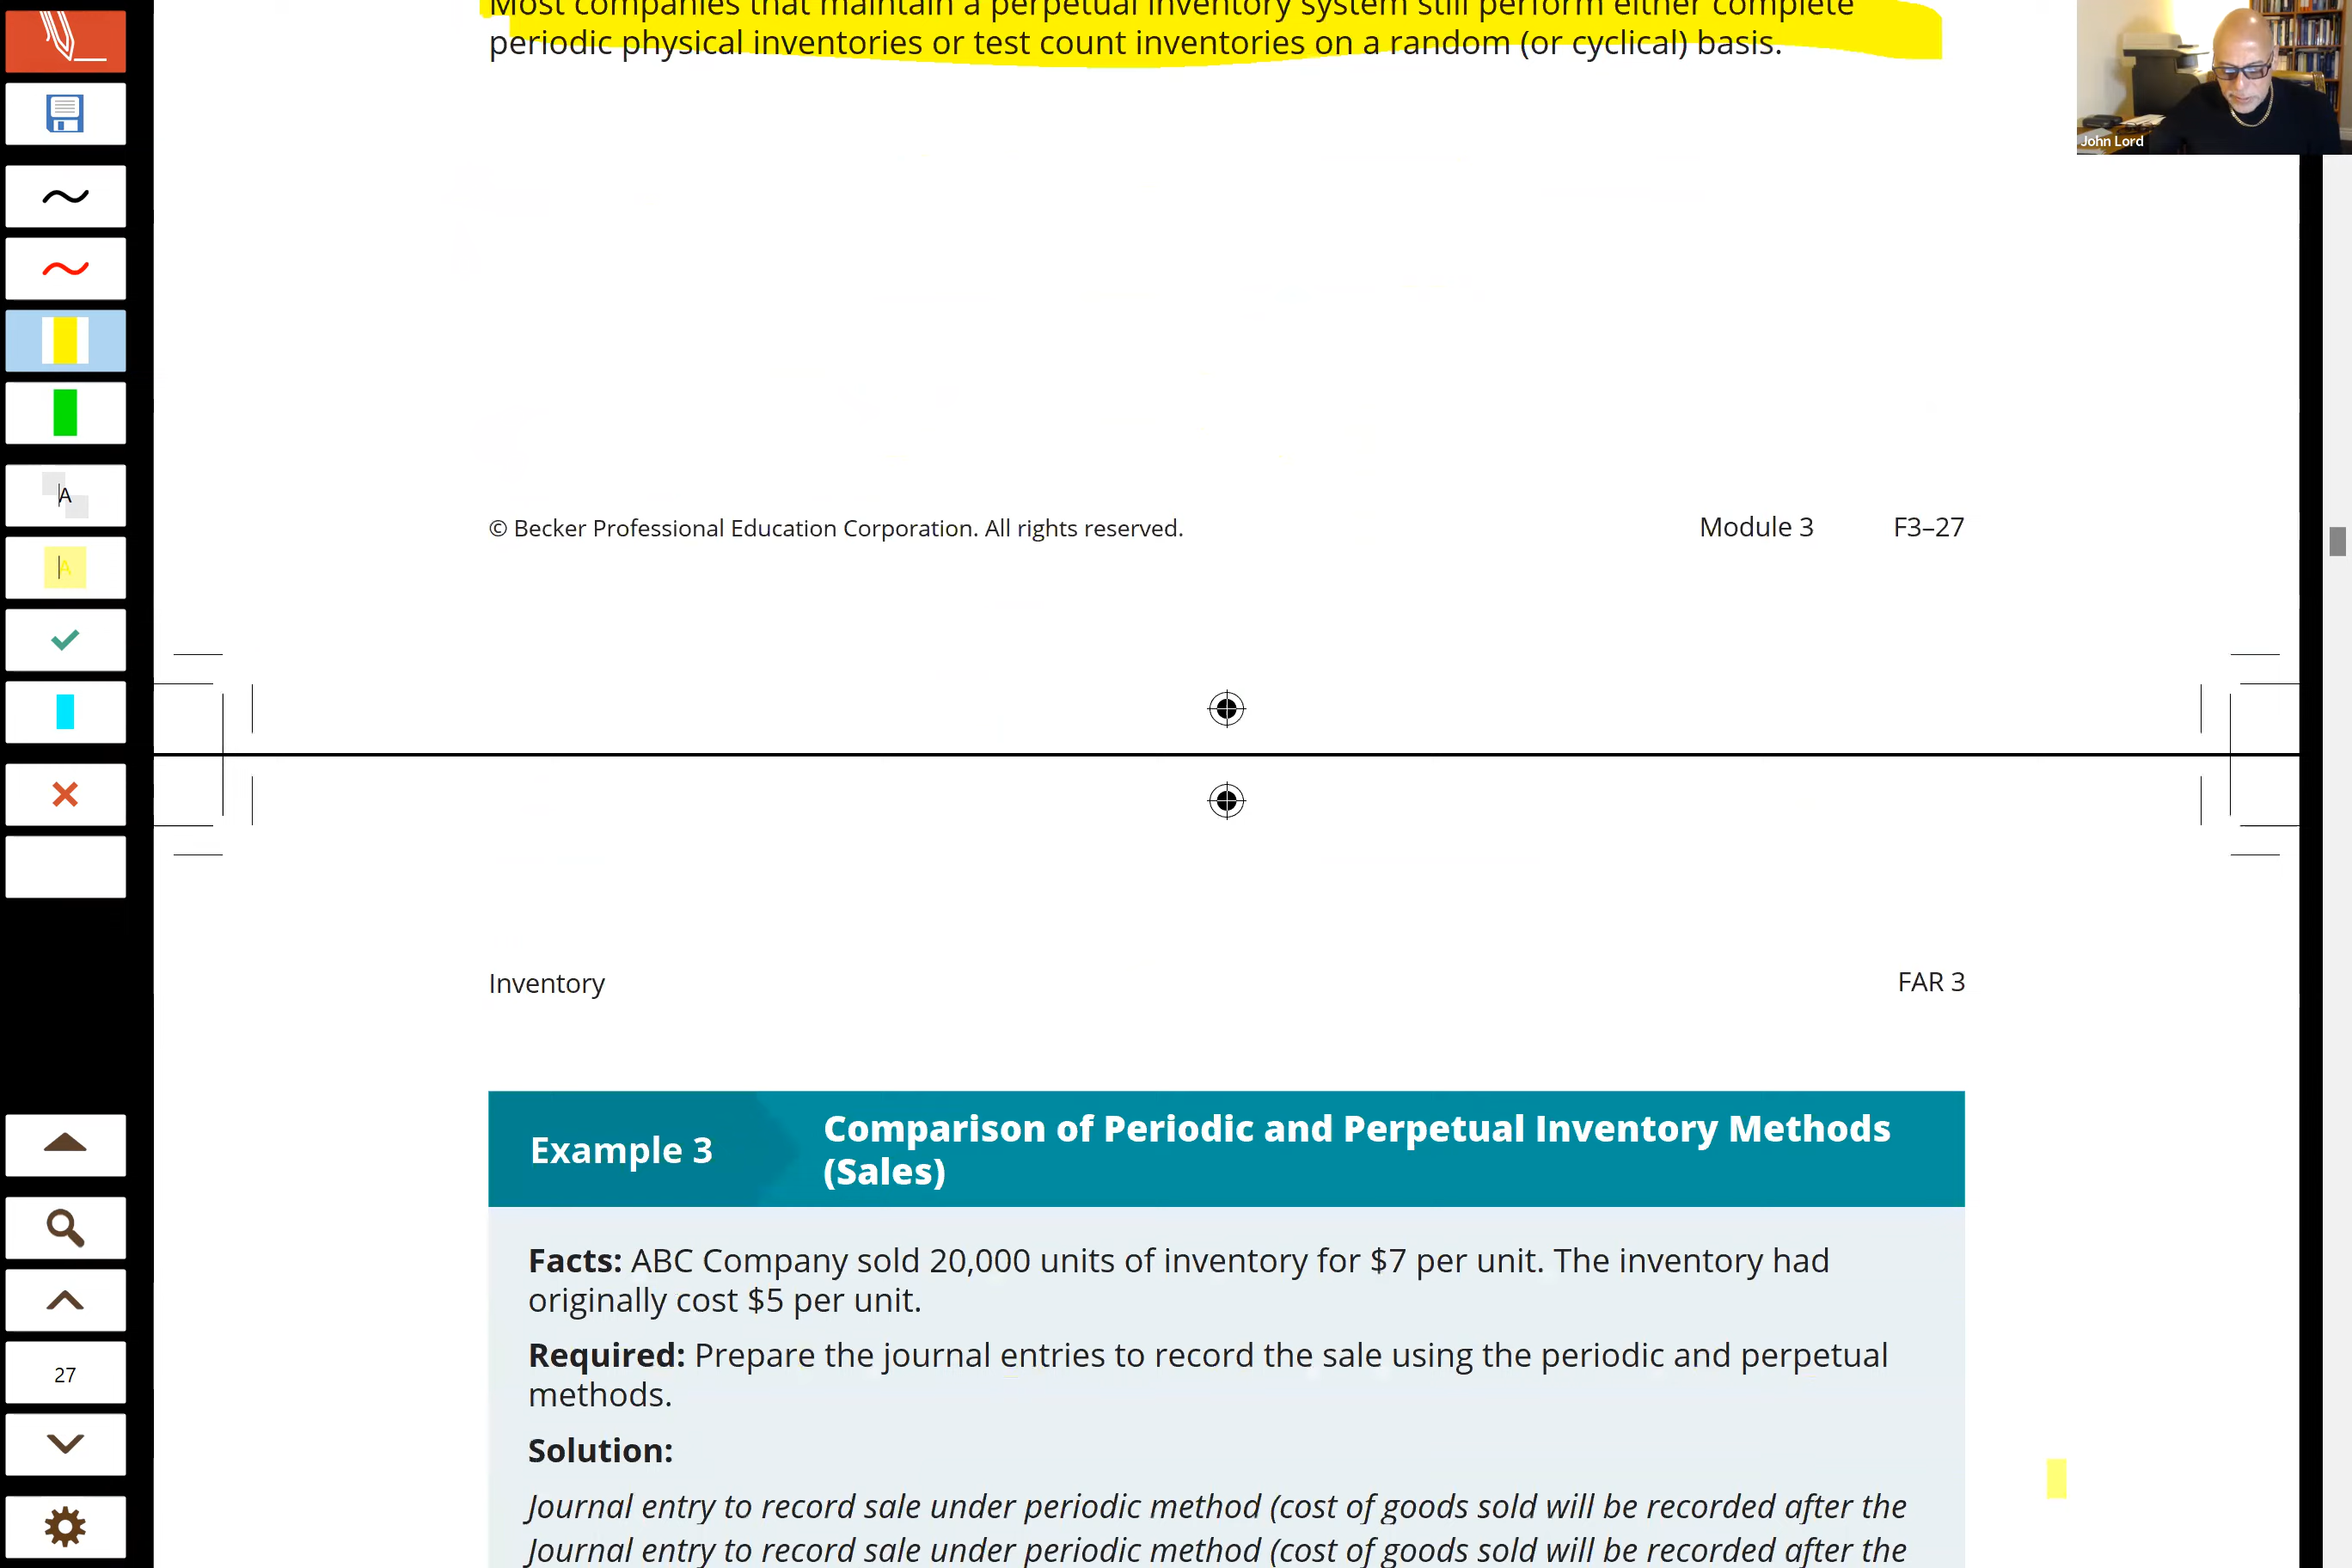 Most companies that maintain a perpetual inventory system still perform either complete
periodic physical inventories or test count inventories on a random (or cyclical) basis.
John Lord
A
A
© Becker Professional Education Corporation. All rights reserved.
Module 3 F3–27
Inventory
FAR 3
Example 3
Comparison of Periodic and Perpetual Inventory Methods
(Sales)
Facts: ABC Company sold 20,000 units of inventory for $7 per unit. The inventory had
originally cost $5 per unit.
Required: Prepare the journal entries to record the sale using the periodic and perpetual
methods.
27
Solution:
Journal entry to record sale under periodic method (cost of goods sold will be recorded after the
Journal entry to record sale under periodic method (cost of goods sold will be recorded after the